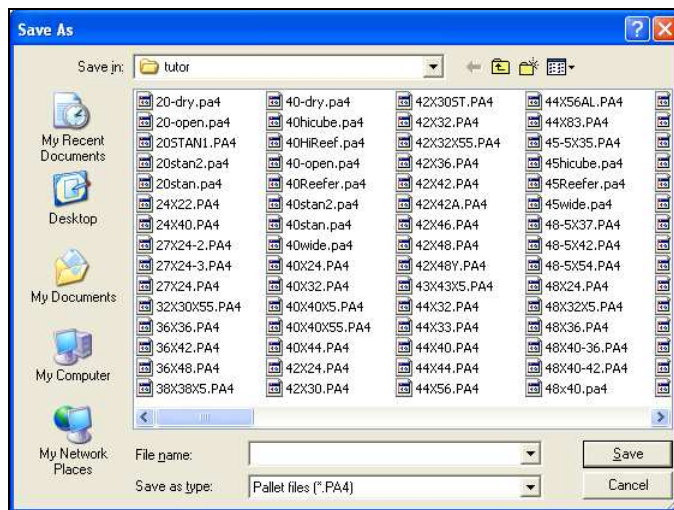 Save As
Save in: tutor
My Recent Documents
Desktop
My Documents
My Computer
My Network Places
20-dry.pa4
20-open.pa4
20STAN1.PA4
20stan2.pa4
20stan.pa4
24X22.PA4
24X40.PA4
27X24-2.PA4
27X24-3.PA4
27X24.PA4
32X30X55.PA4
36X36.PA4
36X42.PA4
36X48.PA4
38X38X5.PA4
40-dry.pa4
40hicube.pa4
40HiReef.pa4
40-open.pa4
40Reefer.pa4
40stan2.pa4
40stan.pa4
40wide.pa4
40X24.PA4
40X32.PA4
40X40X5.PA4
40X40X55.PA4
40X44.PA4
42X24.PA4
42X30.PA4
42X30ST.PA4
42X32.PA4
42X32X55.PA4
42X36.PA4
42X42.PA4
42X42A.PA4
42X46.PA4
42X48.PA4
42X48Y.PA4
43X43X5.PA4
44X32.PA4
44X33.PA4
44X40.PA4
44X44.PA4
44X56.PA4
44X56AL.PA4
44X83.PA4
45-5X35.PA4
45hicube.pa4
45Reefer.pa4
45wide.pa4
48-5X37.PA4
48-5X42.PA4
48-5X54.PA4
48X24.PA4
48X32X5.PA4
48X36.PA4
48X40-36.PA4
48X40-42.PA4
48x40.pa4
File name:
Save
Save as type: Pallet files (*.PA4)
Cancel